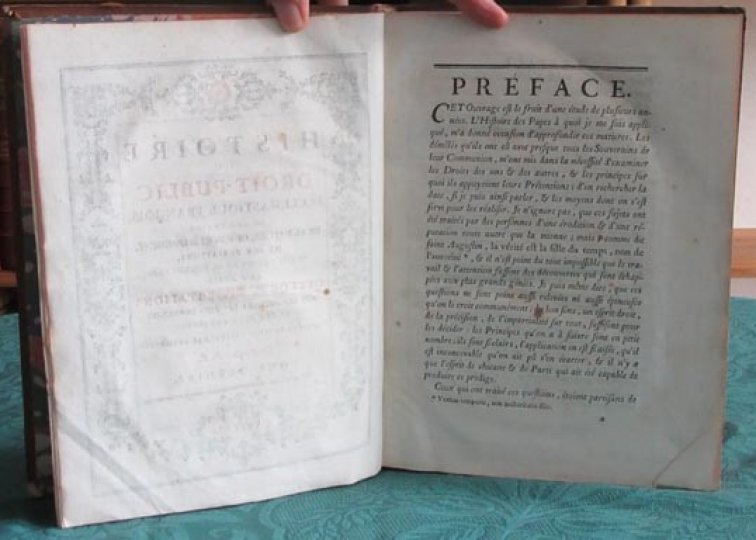 HISTOIRE
DROIT PUBLIC
ECCLESIASTIQUE FRANÇOIS
PREFACE.
CET Ouvrage est le fruit d'une étude de plusieurs an-
nées. L'Histoire des Papes à quoi je me suis appli-
qué, m'a donné occasion d'approfondir ces matieres. Les
démêlés qu'ils ont eû avec presque tous les Souverains de
leur Communion, m'ont mis dans la nécessité d'examiner
les Droits des uns & des autres, & les principes sur
quoi ils appuyoient leurs Prétentions: d'en rechercher la
date, si je puis ainsi parler, & les moyens dont on s'est
servi pour les réaliser. Je n'ignore pas, que ces sujets ont
été traités par des personnes d'une érudition & d'une ré-
putation toute autre que la mienne; mais comme dit
saint Augustin, la vérité est la fille du temps, non de
l'autorité *, & il n'est point du tout impossible que le tra-
vail & l'attention fassent des découvertes qui sont échap-
pées aux plus grands génies. Je puis même dire, que ces
questions ne sont point aussi relevées ni aussi épineuses
qu'on le croit communément; un bon sens, un esprit droit,
de la précision, & de l'impartialité sur tout, suffisent pour
les décider: les Principes qu'on a à suivre sont en petit
nombre, ils sont si clairs, l'application en est si aisée, qu'il
est inconcevable qu'on ait pû s'en écarter, & il n'y a
que l'esprit de chicane & de Parti qui ait été capable de
produire ce prodige.
Ceux qui ont traité ces questions, étoient partisans de
* Veritas temporis, non auctoritatis filia.
a